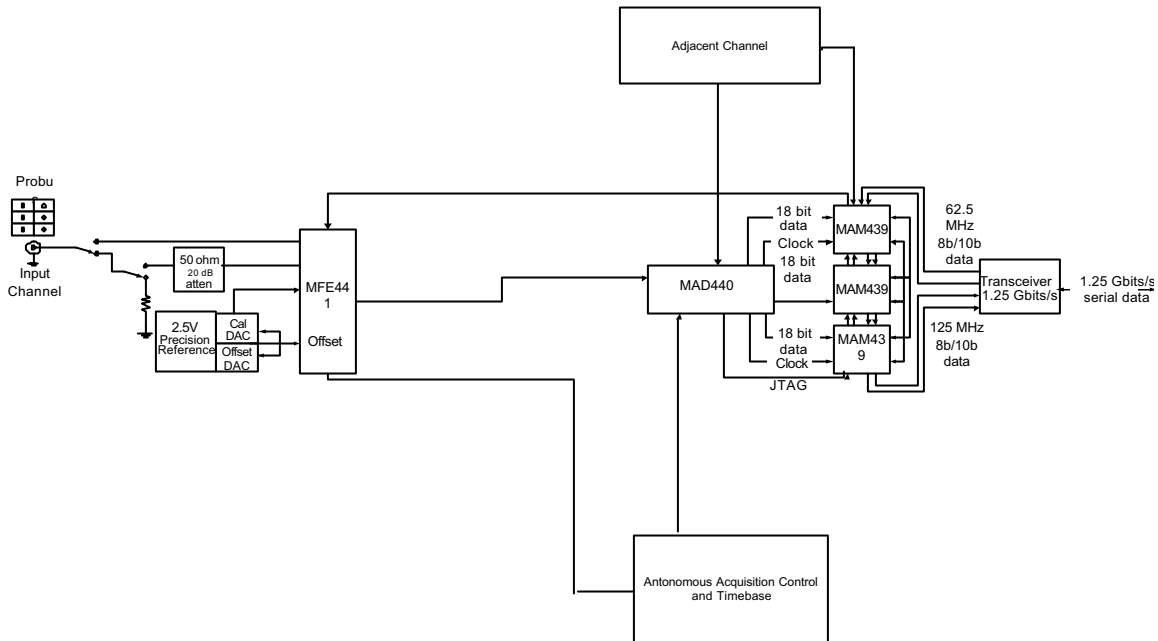 Adjacent Channel
Probu
Input
Channel
50 ohm
20 dB
atten
2.5V
Precision
Reference
Cal
DAC
Offset
DAC
MFE44
1
Offset
MAD440
18 bit
data
Clock
18 bit
data
18 bit
data
Clock
JTAG
MAM439
MAM439
MAM43
9
62.5
MHz
8b/10b
data
Transceiver
1.25 Gbits/s
1.25 Gbits/s
serial data
125 MHz
8b/10b
data
Antonomous Acquisition Control
and Timebase